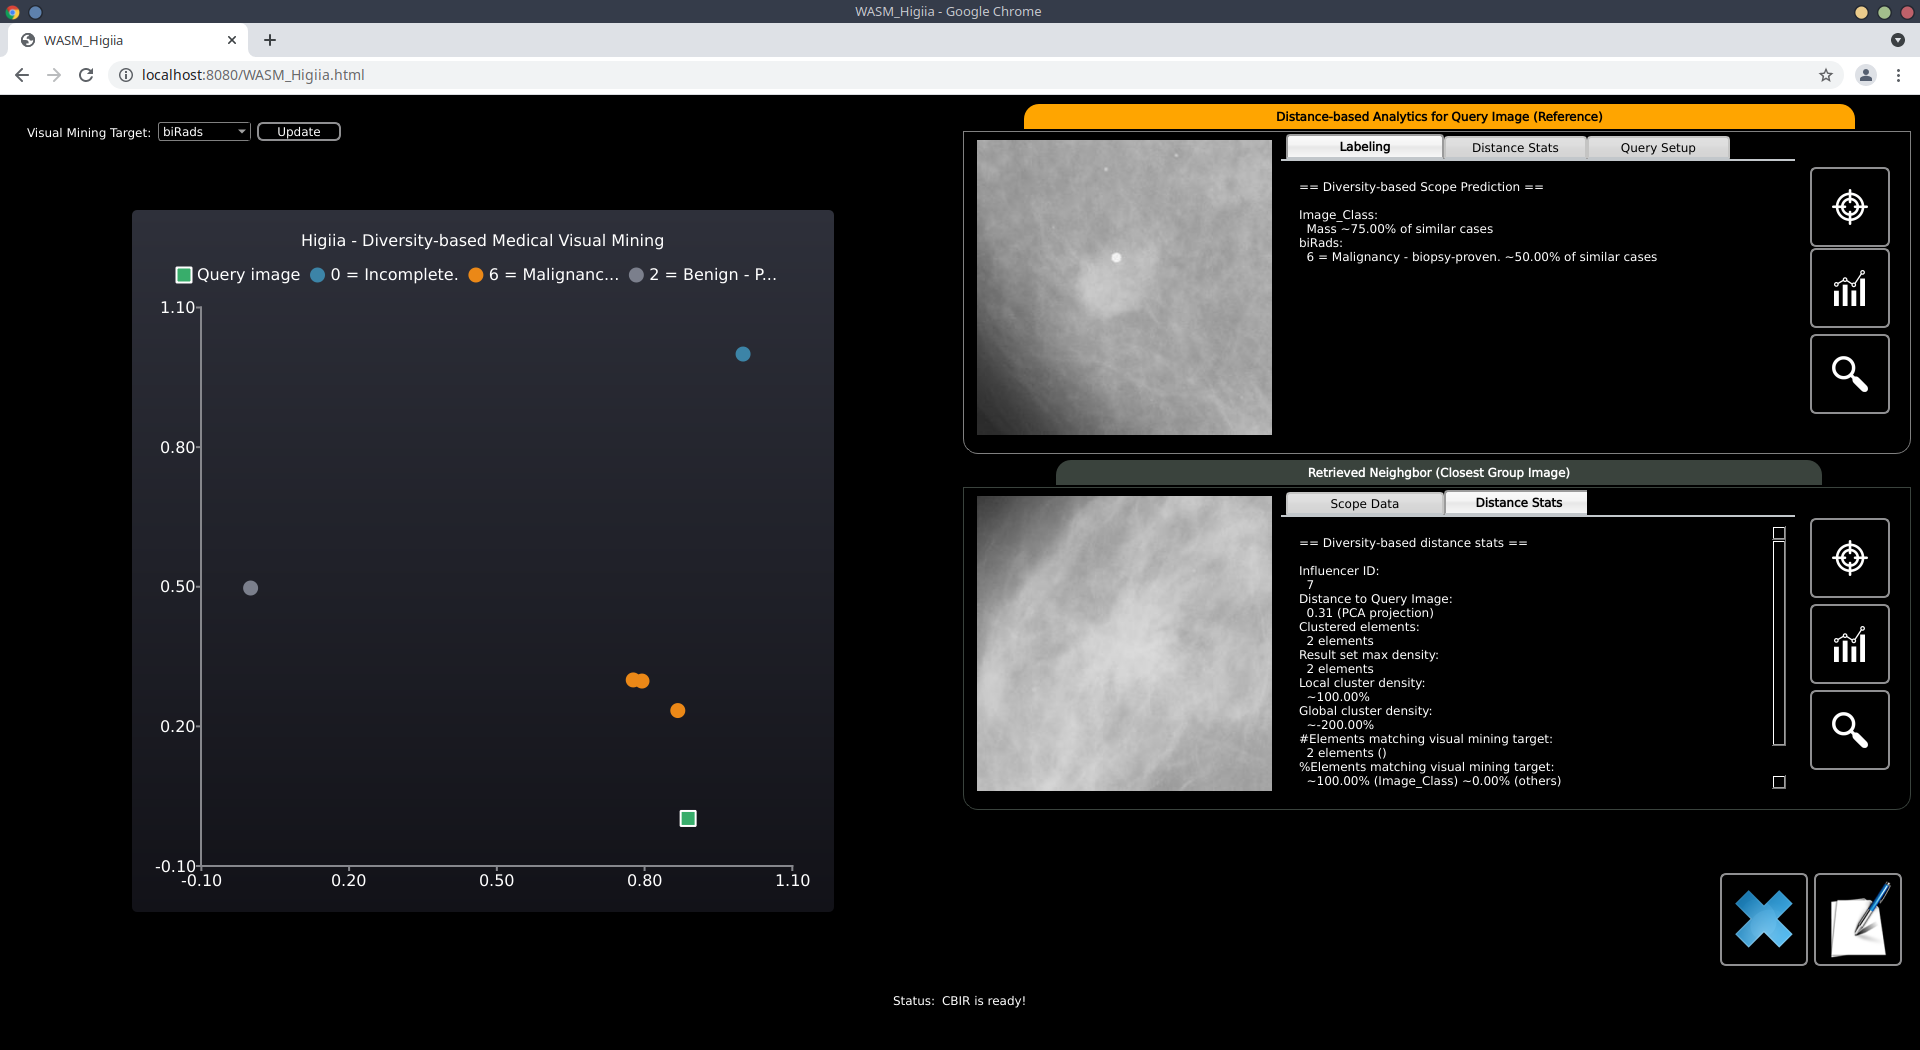 WASM_Higiia - Google Chrome
WASM_Higiia
localhost:8080/WASM_Higiia.html
Visual Mining Target:
biRads
Update
Higiia - Diversity-based Medical Visual Mining
Query image
0 = Incomplete.
6 = Malignanc...
2 = Benign - P...
1.10
0.80
0.50
0.20
-0.10
-0.10
0.20
0.50
0.80
1.10
Distance-based Analytics for Query Image (Reference)
Labeling
Distance Stats
Query Setup
== Diversity-based Scope Prediction ==
Image_Class:
Mass ~75.00% of similar cases
biRads:
6 = Malignancy - biopsy-proven. ~50.00% of similar cases
Retrieved Neighgbor (Closest Group Image)
Scope Data
Distance Stats
== Diversity-based distance stats ==
Influencer ID:
7
Distance to Query Image:
0.31 (PCA projection)
Clustered elements:
2 elements
Result set max density:
2 elements
Local cluster density:
~100.00%
Global cluster density:
~-200.00%
#Elements matching visual mining target:
2 elements ()
%Elements matching visual mining target:
~100.00% (Image_Class) ~0.00% (others)
Status: CBIR is ready!